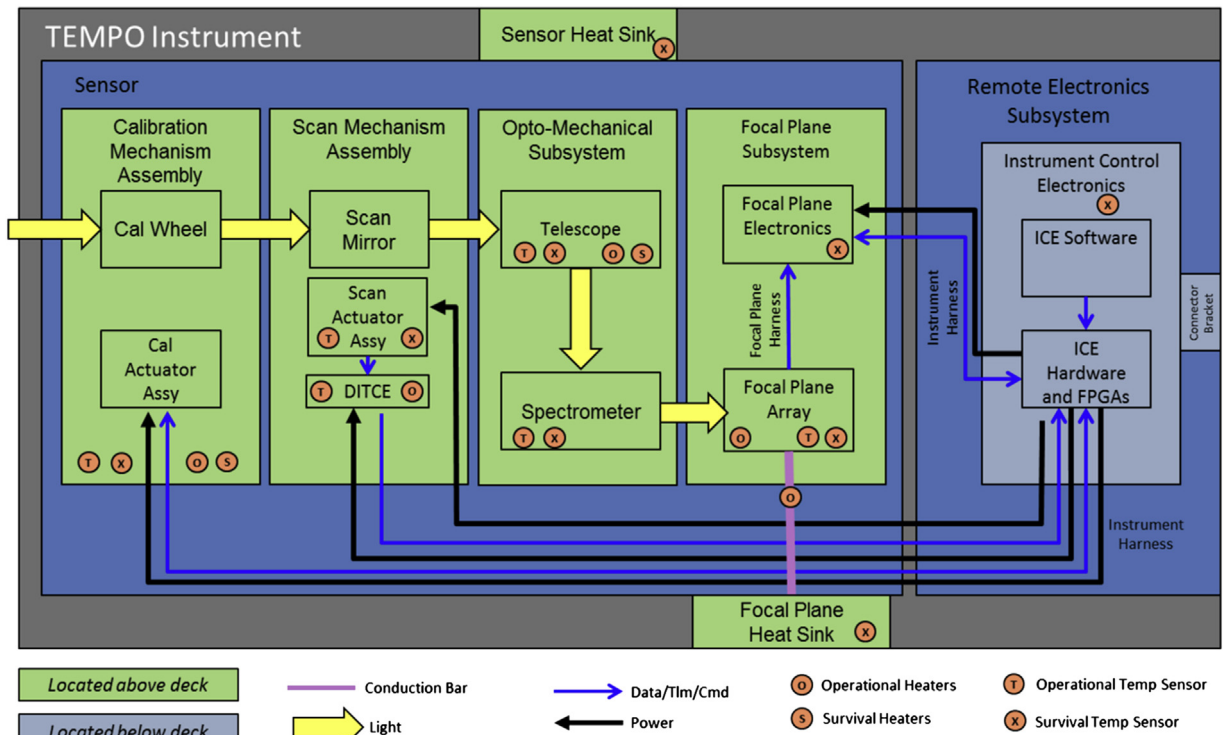 TEMPO Instrument
Sensor Heat Sink
X
Sensor
Remote Electronics
Subsystem
Calibration
Mechanism
Assembly
Cal Wheel
Cal
Actuator
Assy
T X O S
Scan Mechanism
Assembly
Scan
Mirror
Scan
Actuator
Assy
T X
T DITCE O
Opto-Mechanical
Subsystem
Telescope
T X O S
Spectrometer
T X
Focal Plane
Subsystem
Focal Plane
Electronics
X
Focal Plane
Harness
Focal Plane
Array
O T X
O
Instrument
Harness
Instrument Control
Electronics
X
ICE Software
ICE
Hardware
and FPGAs
Connector
Bracket
Instrument
Harness
Focal Plane
Heat Sink
X
Located above deck
Conduction Bar
Data/Tlm/Cmd
O Operational Heaters
T Operational Temp Sensor
Located below deck
Light
Power
S Survival Heaters
X Survival Temp Sensor